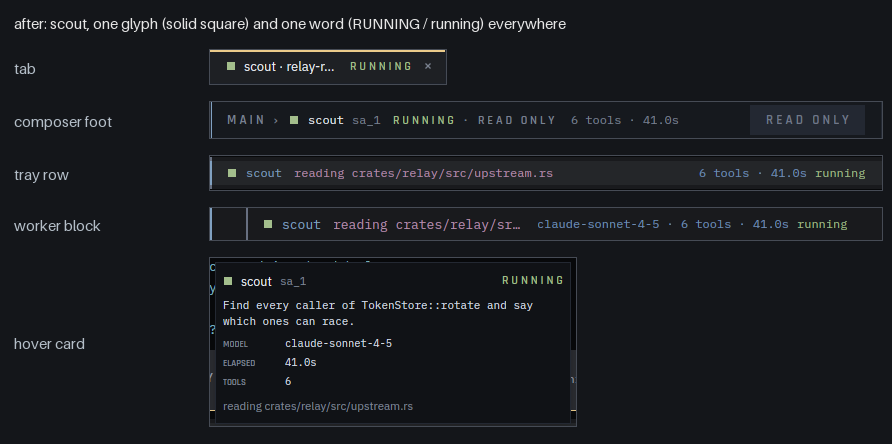 after: scout, one glyph (solid square) and one word (RUNNING / running) everywhere
tab
scout · relay-r... RUNNING ×
composer foot
MAIN › scout sa_1 RUNNING · READ ONLY 6 tools · 41.0s READ ONLY
tray row
scout reading crates/relay/src/upstream.rs 6 tools · 41.0s running
worker block
scout reading crates/relay/sr… claude-sonnet-4-5 · 6 tools · 41.0s running
hover card
scout sa_1 RUNNING
Find every caller of TokenStore::rotate and say
which ones can race.
MODEL claude-sonnet-4-5
ELAPSED 41.0s
TOOLS 6
reading crates/relay/src/upstream.rs